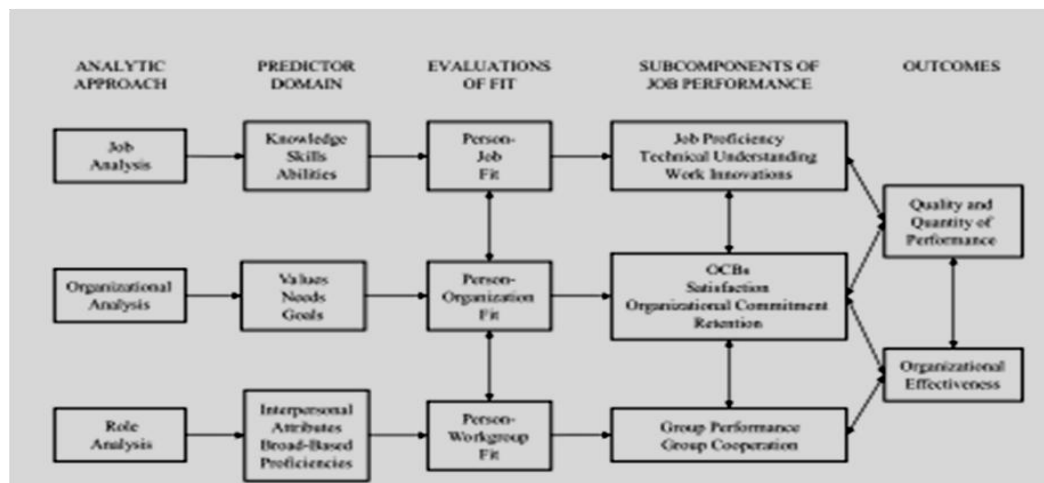 ANALYTIC
APPROACH
PREDICTOR
DOMAIN
EVALUATIONS
OF FIT
SUBCOMPONENTS OF
JOB PERFORMANCE
OUTCOMES
Job
Analysis
Knowledge
Skills
Abilities
Person-
Job
Fit
Job Proficiency
Technical Understanding
Work Innovations
Quality and
Quantity of
Performance
Organizational
Analysis
Values
Needs
Goals
Person-
Organization
Fit
OCBs
Satisfaction
Organizational Commitment
Retention
Organizational
Effectiveness
Role
Analysis
Interpersonal
Attributes
Broad-Based
Proficiencies
Person-
Workgroup
Fit
Group Performance
Group Cooperation